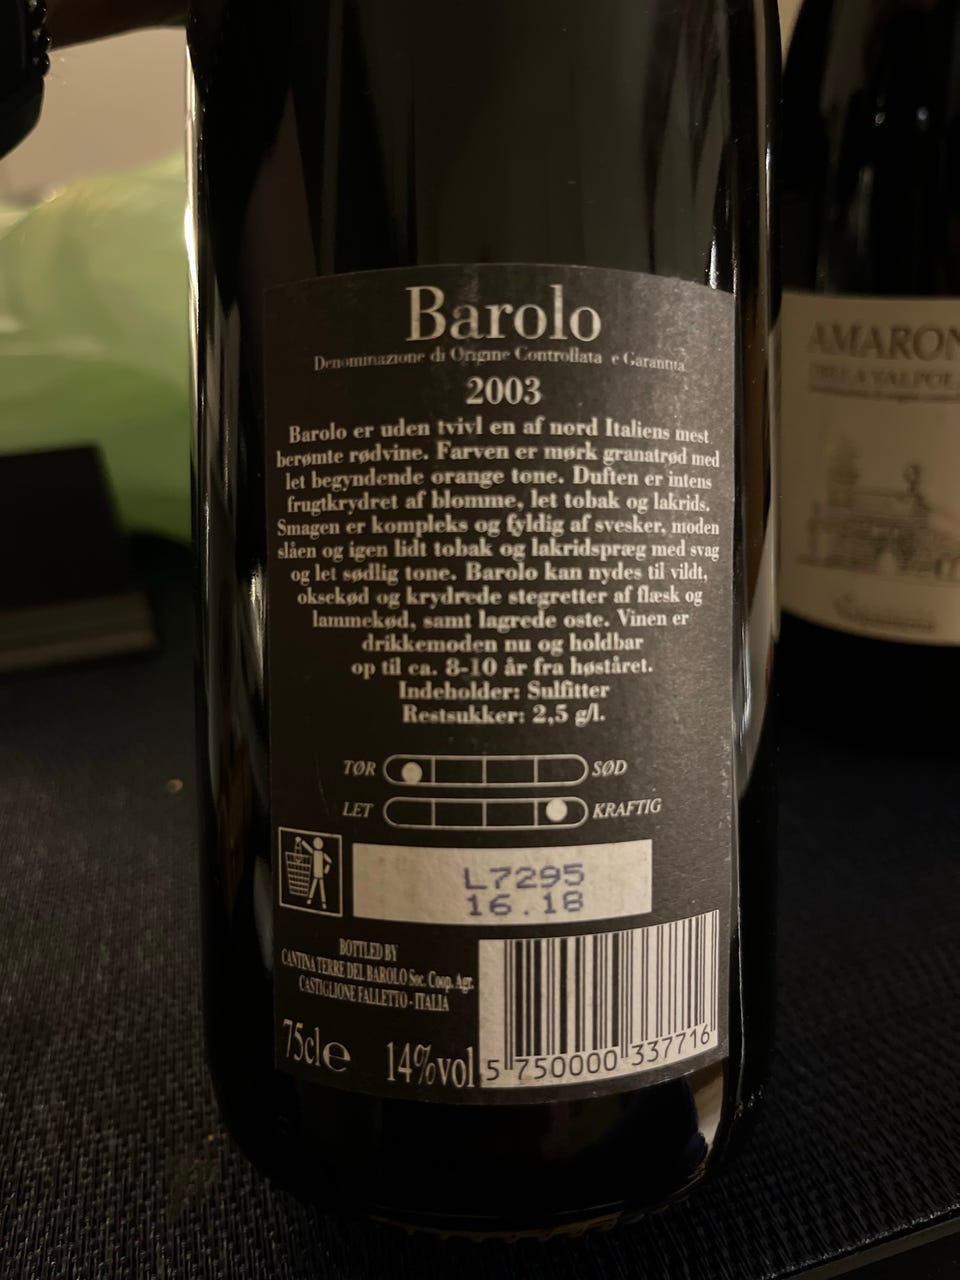 Barolo
Denominazione di Origine Controllata e Garantita
2003
Barolo er uden tvivl en af nord Italiens mest
berømte rødvine. Farven er mørk granatrød med
let begyndende orange tone. Duften er intens
frugtkrydret af blomme, let tobak og lakrids.
Smagen er kompleks og fyldig af svesker, moden
slåen og igen lidt tobak og lakridspræg med svag
og let sødlig tone. Barolo kan nydes til vildt,
oksekød og krydrede stegretter af flæsk og
lammekød, samt lagrede oste. Vinen er
drikkemoden nu og holdbar
op til ca. 8-10 år fra høståret.
Indeholder: Sulfitter
Restsukker: 2,5 g/l.
TØR SØD
LET KRAFTIG
L7295
16.18
BOTTLED BY
CANTINA TERRE DEL BAROLO Soc. Coop. Agr.
CASTIGLIONE FALLETTO - ITALIA
75cl e 14%vol
5 750000 337716
AMARON
DELLA VALPOL